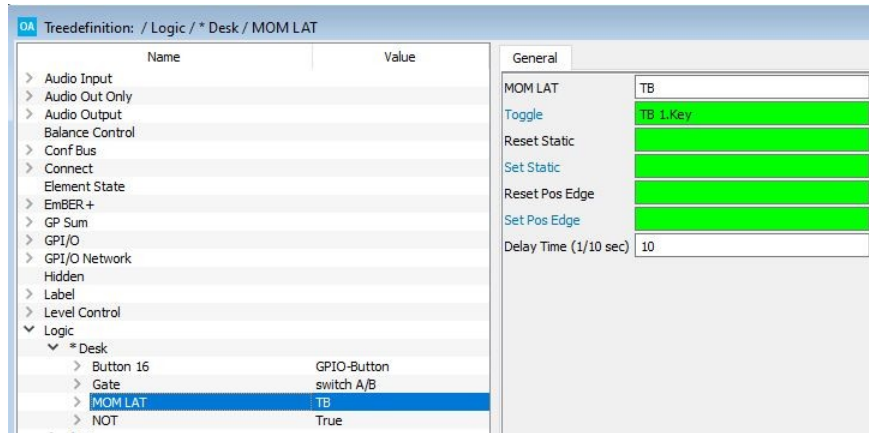 OA Treedefinition: / Logic / * Desk / MOM LAT
Name Value
Audio Input
Audio Out Only
Audio Output
Balance Control
Conf Bus
Connect
Element State
EmBER+
GP Sum
GPI/O
GPI/O Network
Hidden
Label
Level Control
Logic
* Desk
Button 16 GPIO-Button
Gate switch A/B
MOM LAT TB
NOT True
General
MOM LAT TB
Toggle TB 1.Key
Reset Static
Set Static
Reset Pos Edge
Set Pos Edge
Delay Time (1/10 sec) 10